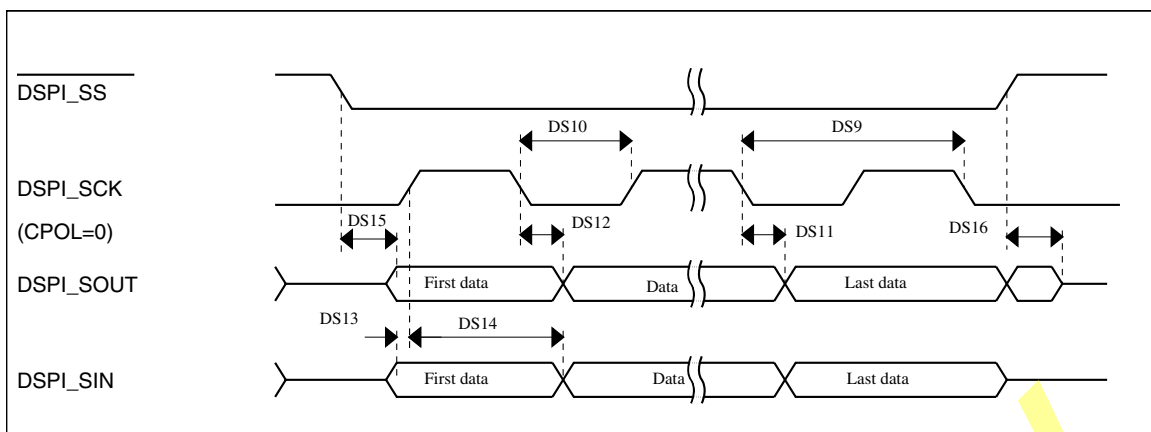 DSPI_SS
DS10
DS9
DSPI_SCK
DS15
DS12
DS11
DS16
(CPOL=0)
DSPI_SOUT
First data
Data
Last data
DS13
DS14
DSPI_SIN
First data
Data
Last data